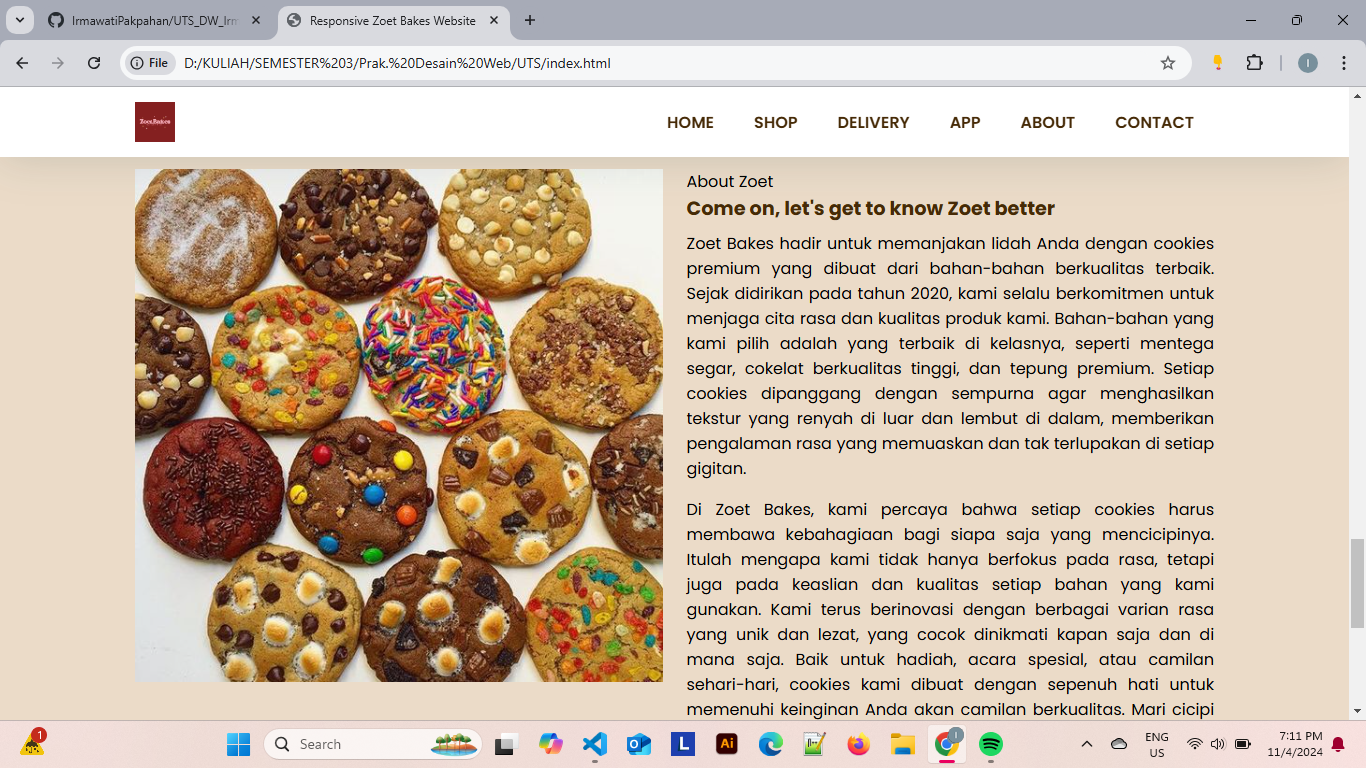 IrmawatiPakpahan/UTS_DW_Irm
Responsive Zoet Bakes Website
File
D:/KULIAH/SEMESTER%203/Prak.%20Desain%20Web/UTS/index.html
I
Zoet Bakes
HOME
SHOP
DELIVERY
APP
ABOUT
CONTACT
About Zoet
Come on, let's get to know Zoet better
Zoet Bakes hadir untuk memanjakan lidah Anda dengan cookies
premium yang dibuat dari bahan-bahan berkualitas terbaik.
Sejak didirikan pada tahun 2020, kami selalu berkomitmen untuk
menjaga cita rasa dan kualitas produk kami. Bahan-bahan yang
kami pilih adalah yang terbaik di kelasnya, seperti mentega
segar, cokelat berkualitas tinggi, dan tepung premium. Setiap
cookies dipanggang dengan sempurna agar menghasilkan
tekstur yang renyah di luar dan lembut di dalam, memberikan
pengalaman rasa yang memuaskan dan tak terlupakan di setiap
gigitan.
Di Zoet Bakes, kami percaya bahwa setiap cookies harus
membawa kebahagiaan bagi siapa saja yang mencicipinya.
Itulah mengapa kami tidak hanya berfokus pada rasa, tetapi
juga pada keaslian dan kualitas setiap bahan yang kami
gunakan. Kami terus berinovasi dengan berbagai varian rasa
yang unik dan lezat, yang cocok dinikmati kapan saja dan di
mana saja. Baik untuk hadiah, acara spesial, atau camilan
sehari-hari, cookies kami dibuat dengan sepenuh hati untuk
memenuhi keinginan Anda akan camilan berkualitas. Mari cicipi
1
Search
L
Ai
I
ENG
US
7:11 PM
11/4/2024